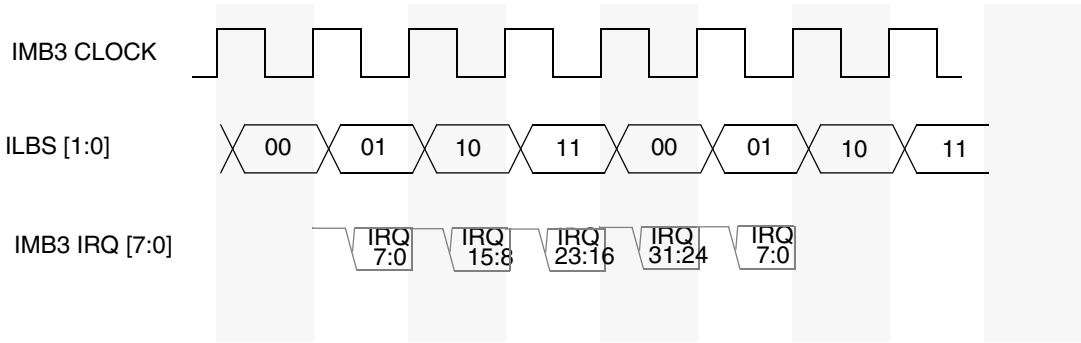 IMB3 CLOCK
ILBS [1:0] 00 01 10 11 00 01 10 11
IMB3 IRQ [7:0] IRQ IRQ IRQ IRQ IRQ
7:0 15:8 23:16 31:24 7:0